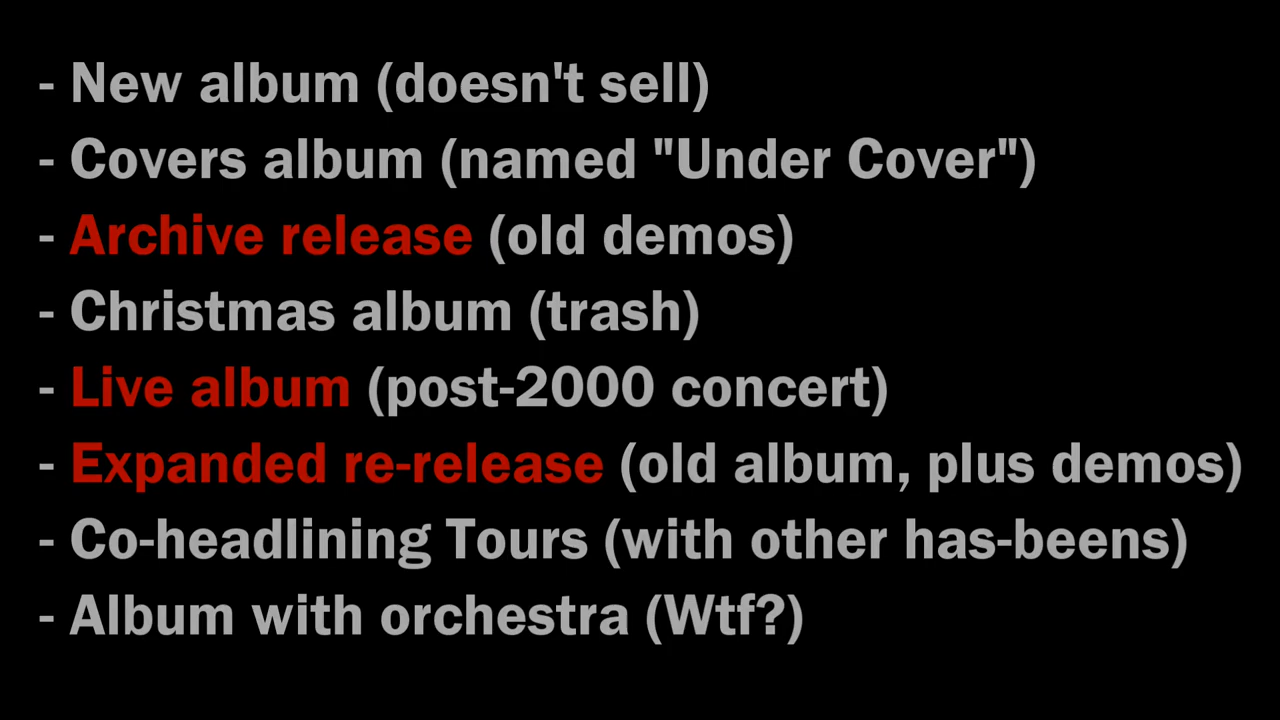 - New album (doesn't sell)
- Covers album (named "Under Cover")
- Archive release (old demos)
- Christmas album (trash)
- Live album (post-2000 concert)
- Expanded re-release (old album, plus demos)
- Co-headlining Tours (with other has-beens)
- Album with orchestra (Wtf?)